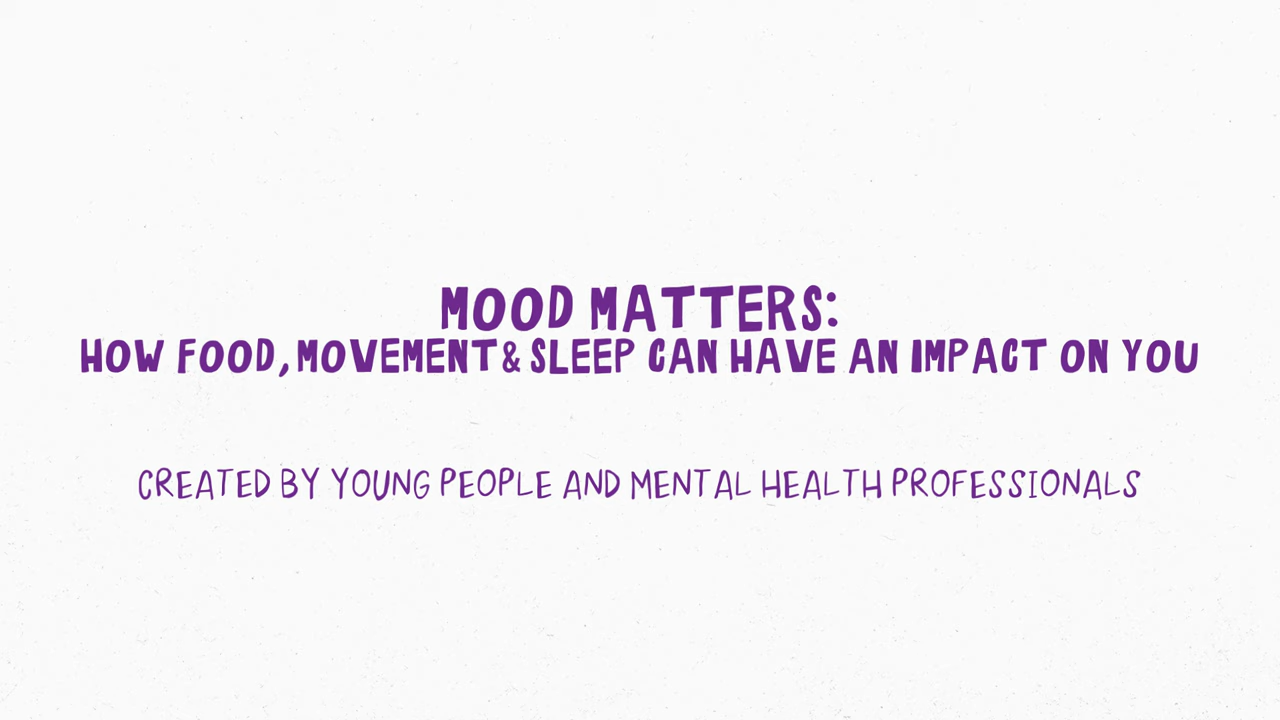 MOOD MATTERS:
HOW FOOD, MOVEMENT & SLEEP CAN HAVE AN IMPACT ON YOU
CREATED BY YOUNG PEOPLE AND MENTAL HEALTH PROFESSIONALS